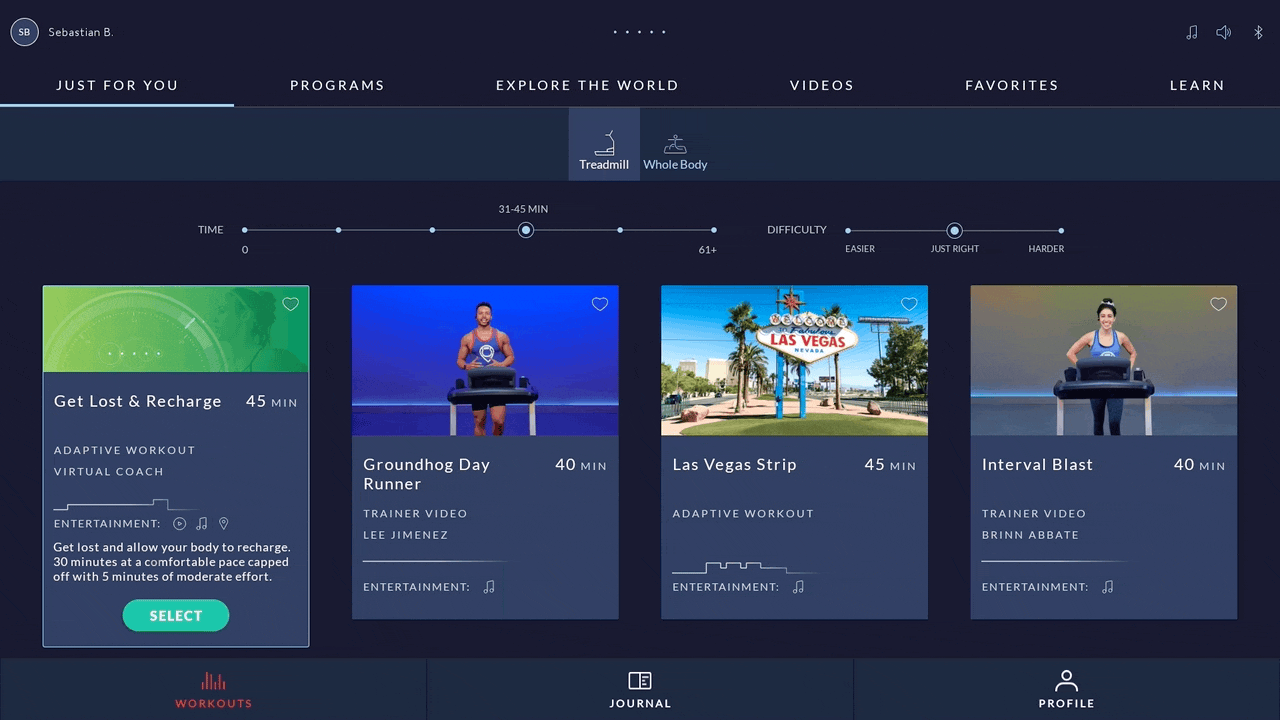 SB
Sebastian B.
JUST FOR YOU
PROGRAMS
EXPLORE THE WORLD
VIDEOS
FAVORITES
LEARN
Treadmill
Whole Body
31-45 MIN
TIME
0
61+
DIFFICULTY
EASIER
JUST RIGHT
HARDER
Get Lost & Recharge
45 MIN
ADAPTIVE WORKOUT
VIRTUAL COACH
ENTERTAINMENT:
Get lost and allow your body to recharge.
30 minutes at a comfortable pace capped
off with 5 minutes of moderate effort.
SELECT
Groundhog Day
Runner
40 MIN
TRAINER VIDEO
LEE JIMENEZ
ENTERTAINMENT:
WELCOME
to Fabulous
LAS VEGAS
NEVADA
Las Vegas Strip
45 MIN
ADAPTIVE WORKOUT
ENTERTAINMENT:
Interval Blast
40 MIN
TRAINER VIDEO
BRINN ABBATE
ENTERTAINMENT:
WORKOUTS
JOURNAL
PROFILE